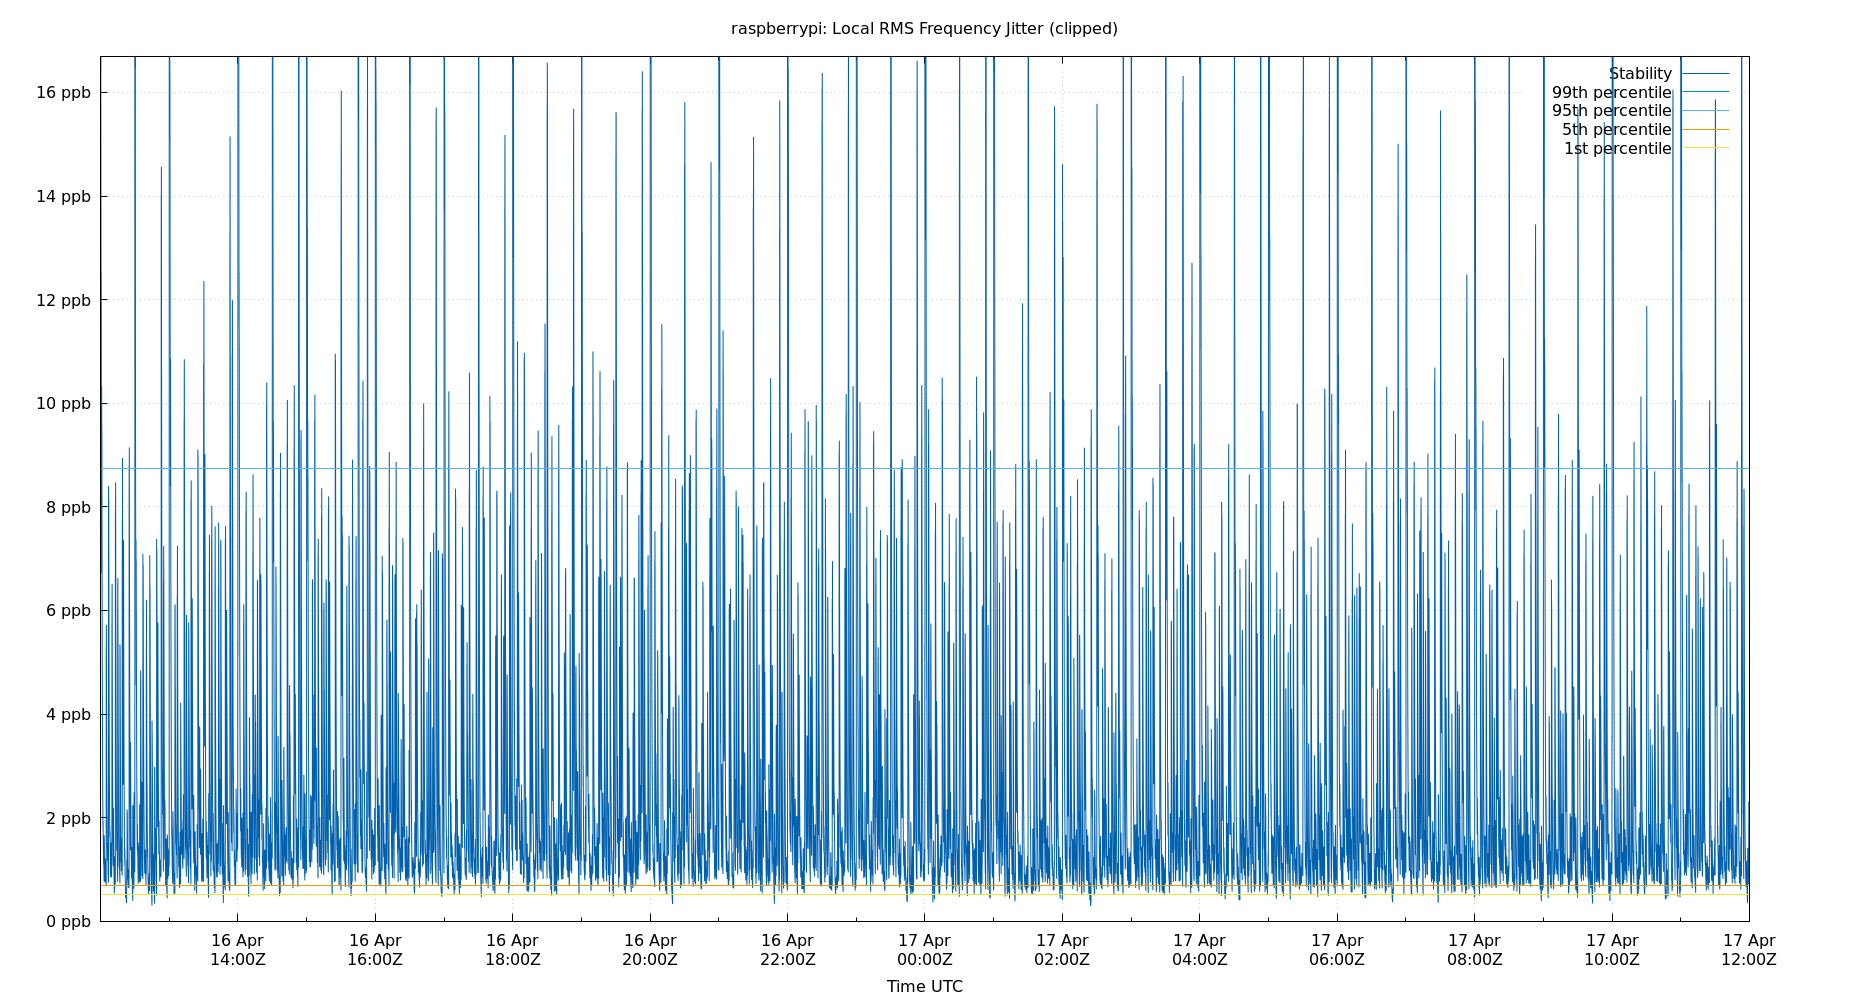 raspberrypi: Local RMS Frequency Jitter (clipped)
Stability
99th percentile
95th percentile
5th percentile
1st percentile
16 ppb
14 ppb
12 ppb
10 ppb
8 ppb
6 ppb
4 ppb
2 ppb
0 ppb
16 Apr 16 Apr 16 Apr 16 Apr 16 Apr 17 Apr 17 Apr 17 Apr 17 Apr 17 Apr 17 Apr 17 Apr
14:00Z 16:00Z 18:00Z 20:00Z 22:00Z 00:00Z 02:00Z 04:00Z 06:00Z 08:00Z 10:00Z 12:00Z
Time UTC